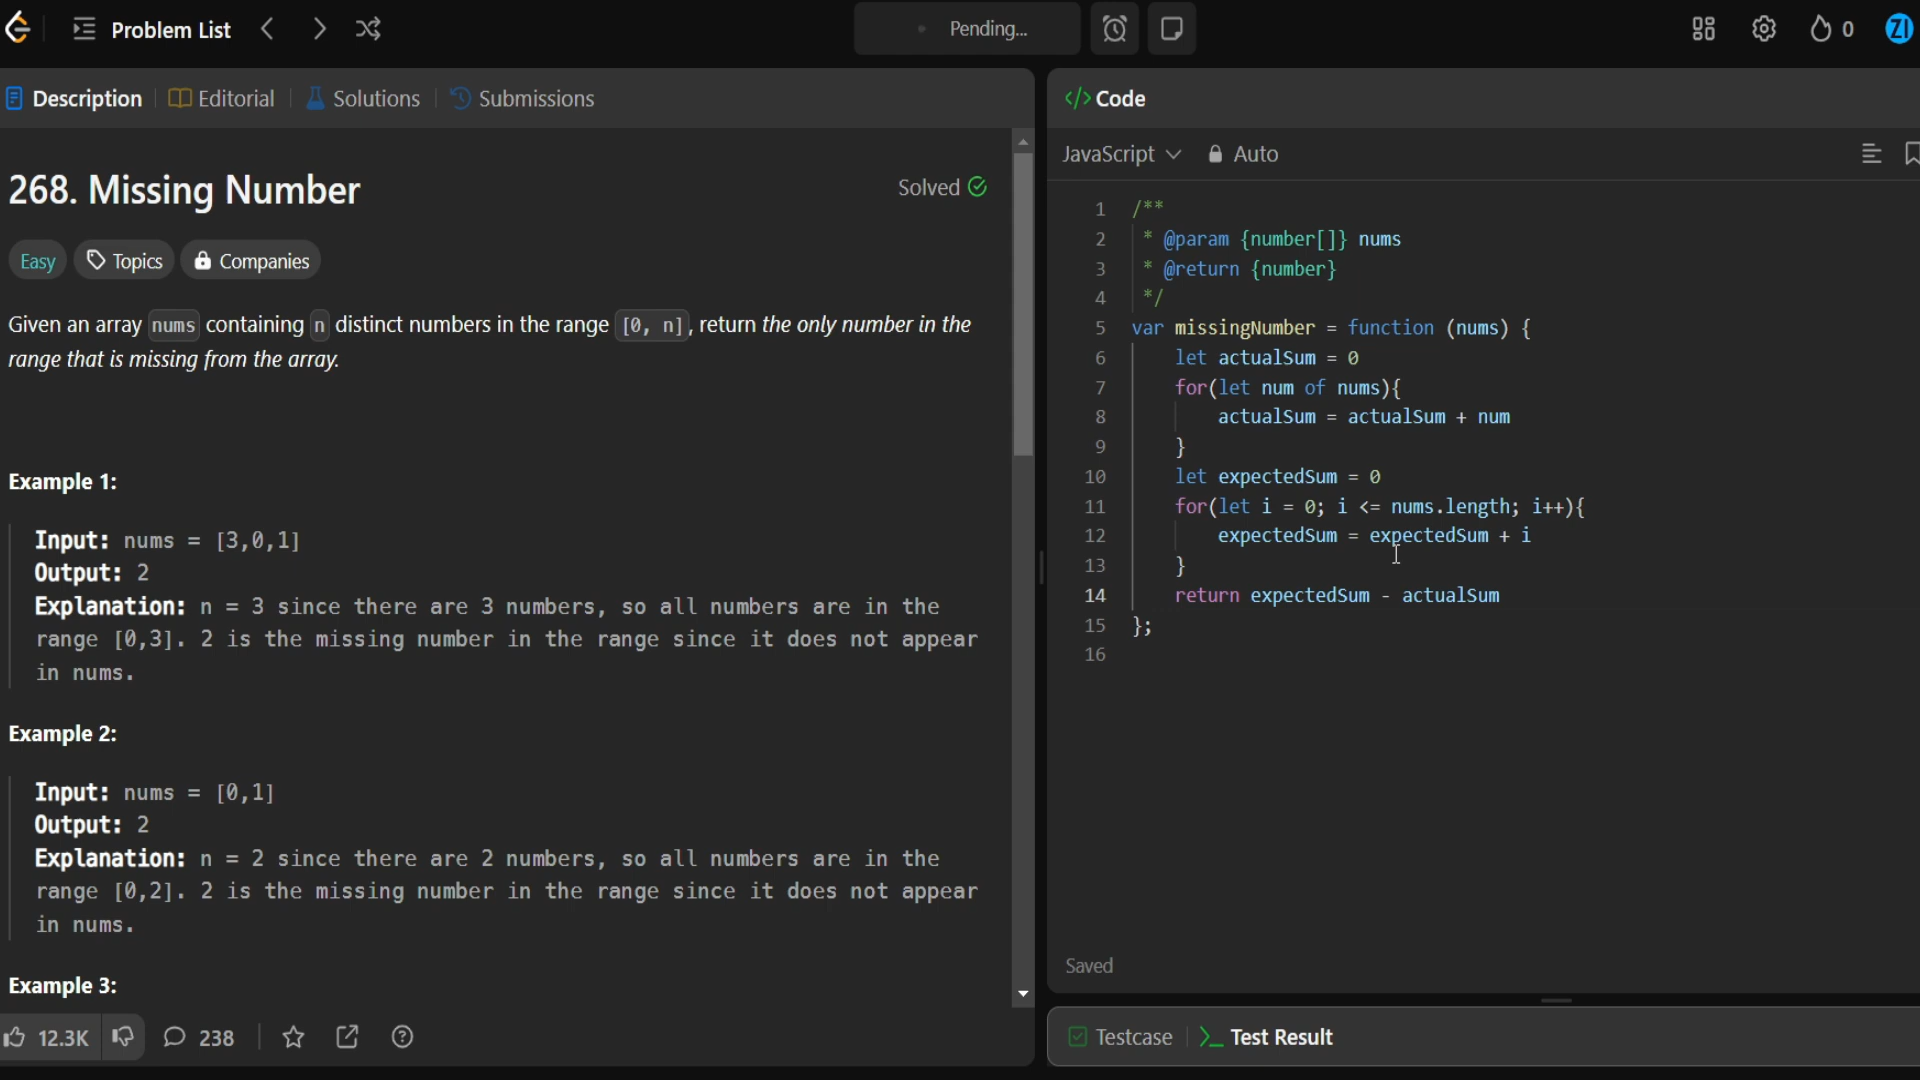 Problem List
Pending...
0
ZI
Description
Editorial
Solutions
Submissions
268. Missing Number
Solved
Easy
Topics
Companies
Given an array nums containing n distinct numbers in the range [0, n], return the only number in the
range that is missing from the array.
Example 1:
Input: nums = [3,0,1]
Output: 2
Explanation: n = 3 since there are 3 numbers, so all numbers are in the
range [0,3]. 2 is the missing number in the range since it does not appear
in nums.
Example 2:
Input: nums = [0,1]
Output: 2
Explanation: n = 2 since there are 2 numbers, so all numbers are in the
range [0,2]. 2 is the missing number in the range since it does not appear
in nums.
Example 3:
12.3K
238
</> Code
JavaScript
Auto
1 /**
2 * @param {number[]} nums
3 * @return {number}
4 */
5 var missingNumber = function (nums) {
6 let actualSum = 0
7 for(let num of nums){
8 actualSum = actualSum + num
9 }
10 let expectedSum = 0
11 for(let i = 0; i <= nums.length; i++){
12 expectedSum = expectedSum + i
13 }
14 return expectedSum - actualSum
15 };
16
Saved
Testcase
Test Result